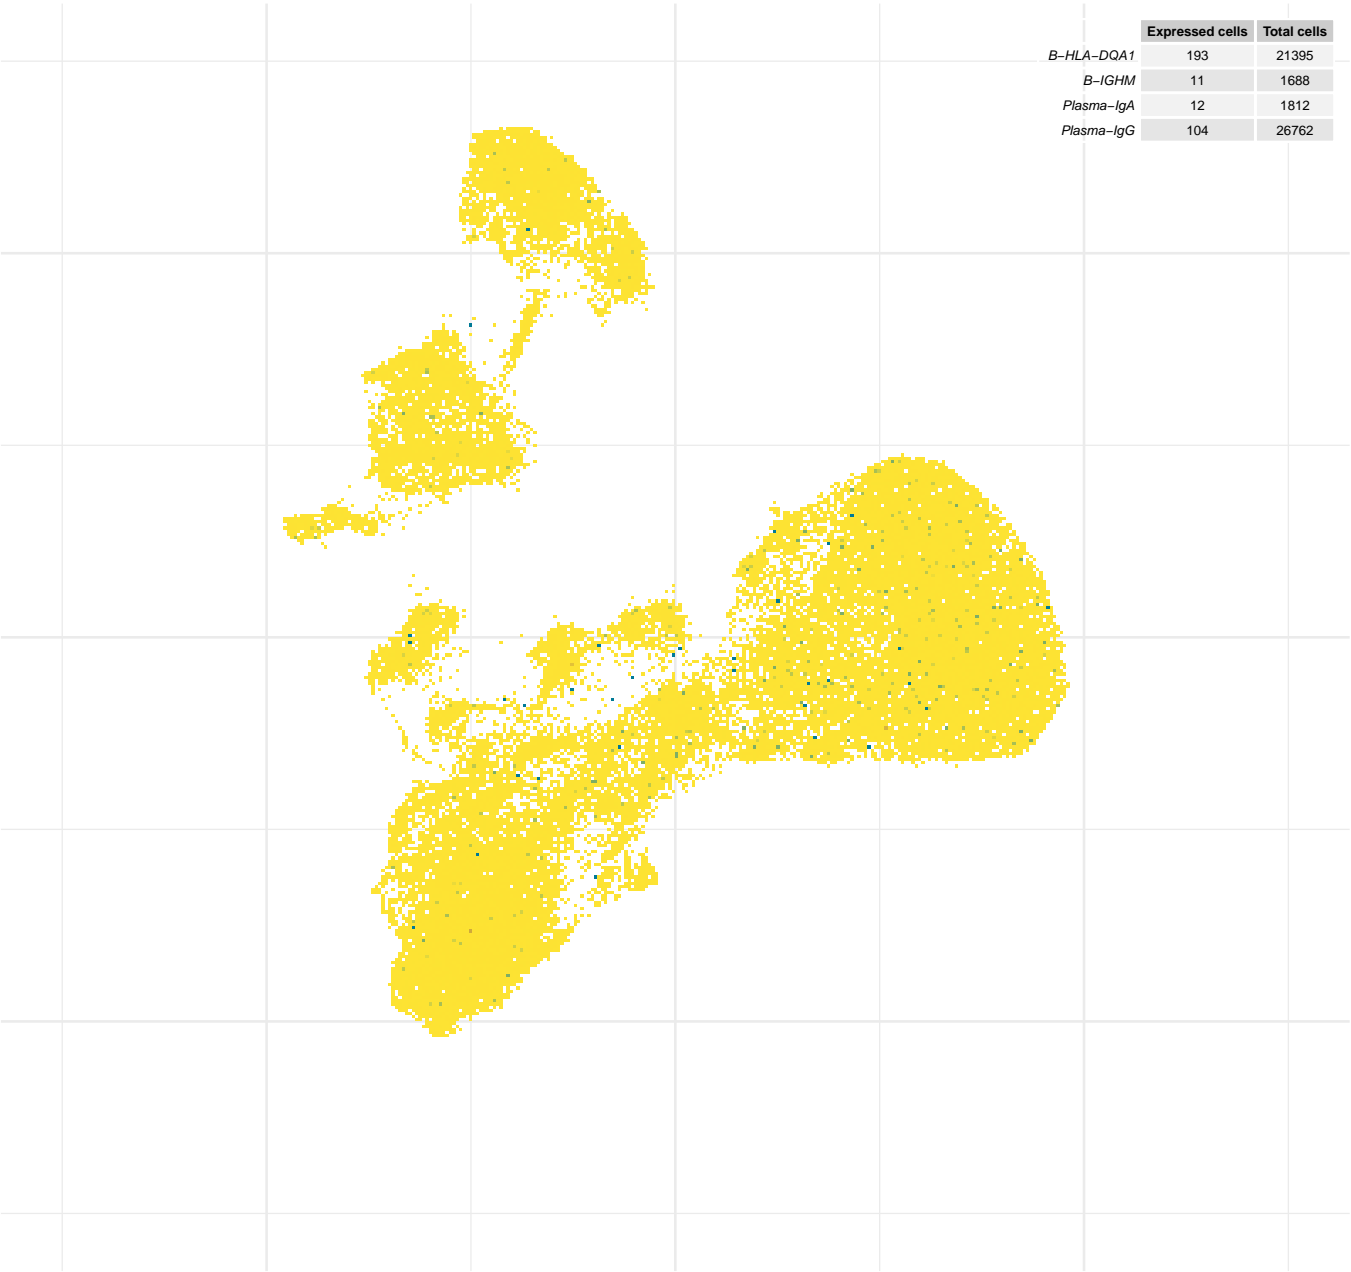 Expressed cells Total cells
B−HLA−DQA1 193 21395
B−IGHM 11 1688
Plasma−IgA 12 1812
Plasma−IgG 104 26762